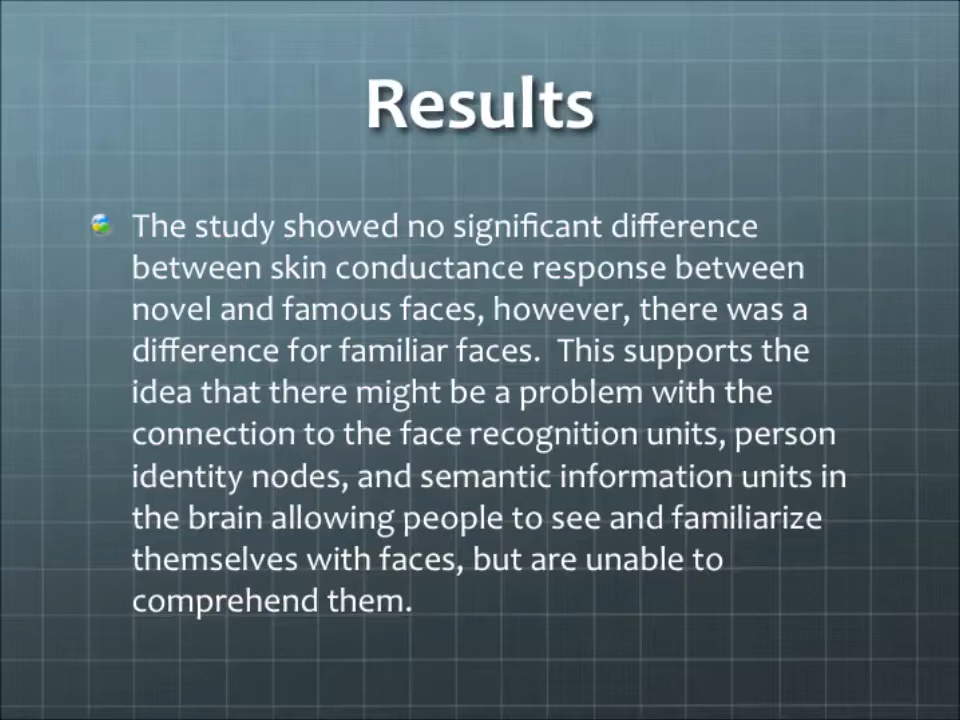 Results
The study showed no significant difference
between skin conductance response between
novel and famous faces, however, there was a
difference for familiar faces.  This supports the
idea that there might be a problem with the
connection to the face recognition units, person
identity nodes, and semantic information units in
the brain allowing people to see and familiarize
themselves with faces, but are unable to
comprehend them.